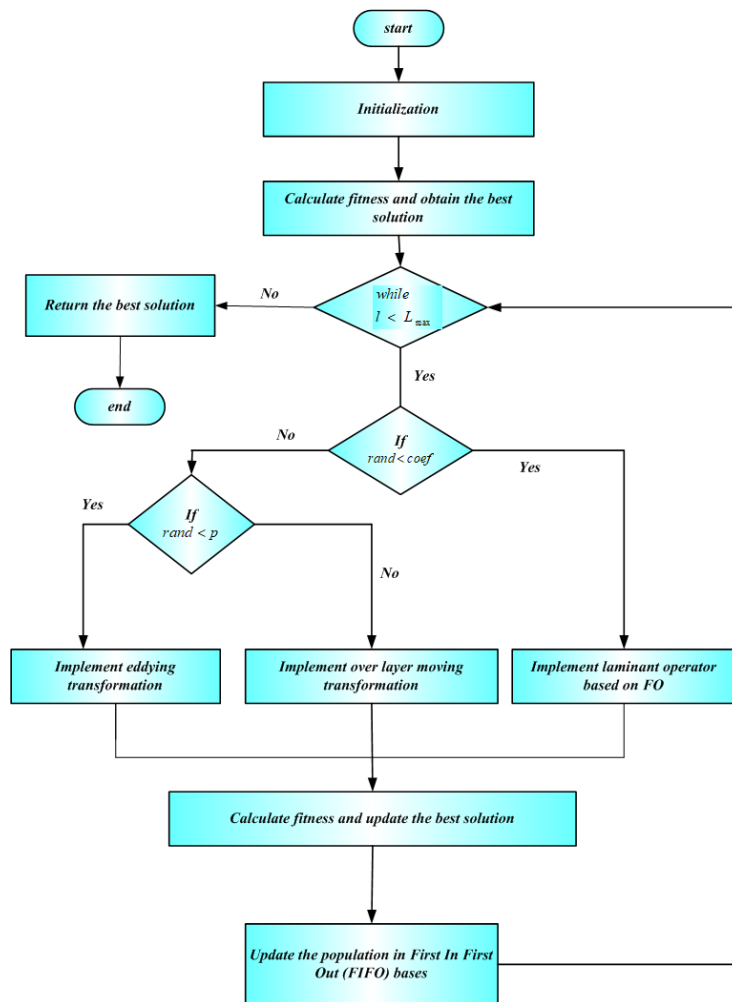 start
Initialization
Calculate fitness and obtain the best
solution
while
l < L max
No
Return the best solution
end
Yes
If
rand<coef
No
Yes
If
rand < p
Yes
No
Implement eddying
transformation
Implement over layer moving
transformation
Implement laminant operator
based on FO
Calculate fitness and update the best solution
Update the population in First In First
Out (FIFO) bases